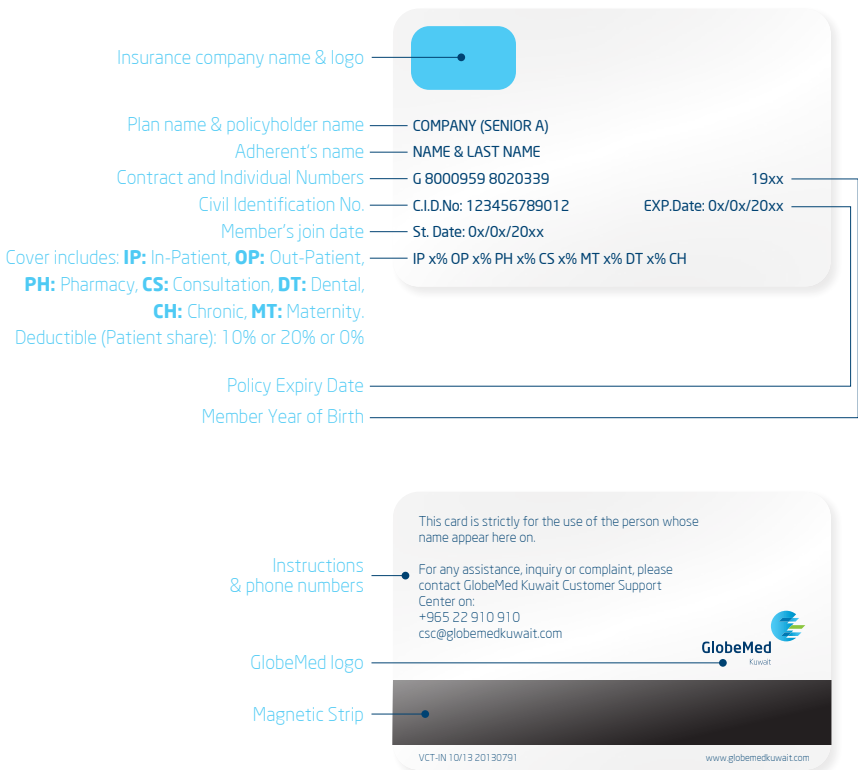 Insurance company name & logo
Plan name & policyholder name
COMPANY (SENIOR A)
Adherent's name
NAME & LAST NAME
Contract and Individual Numbers
G 8000959 8020339
19xx
Civil Identification No.
C.I.D.No: 123456789012
EXP.Date: 0x/0x/20xx
Member's join date
St. Date: 0x/0x/20xx
Cover includes: IP: In-Patient, OP: Out-Patient,
PH: Pharmacy, CS: Consultation, DT: Dental,
CH: Chronic, MT: Maternity.
Deductible (Patient share): 10% or 20% or 0%
IP x% OP x% PH x% CS x% MT x% DT x% CH
Policy Expiry Date
Member Year of Birth
This card is strictly for the use of the person whose
name appear here on.
Instructions
& phone numbers
For any assistance, inquiry or complaint, please
contact GlobeMed Kuwait Customer Support
Center on:
+965 22 910 910
csc@globemedkuwait.com
GlobeMed logo
GlobeMed
Kuwait
Magnetic Strip
VCT-IN 10/13 20130791
www.globemedkuwait.com